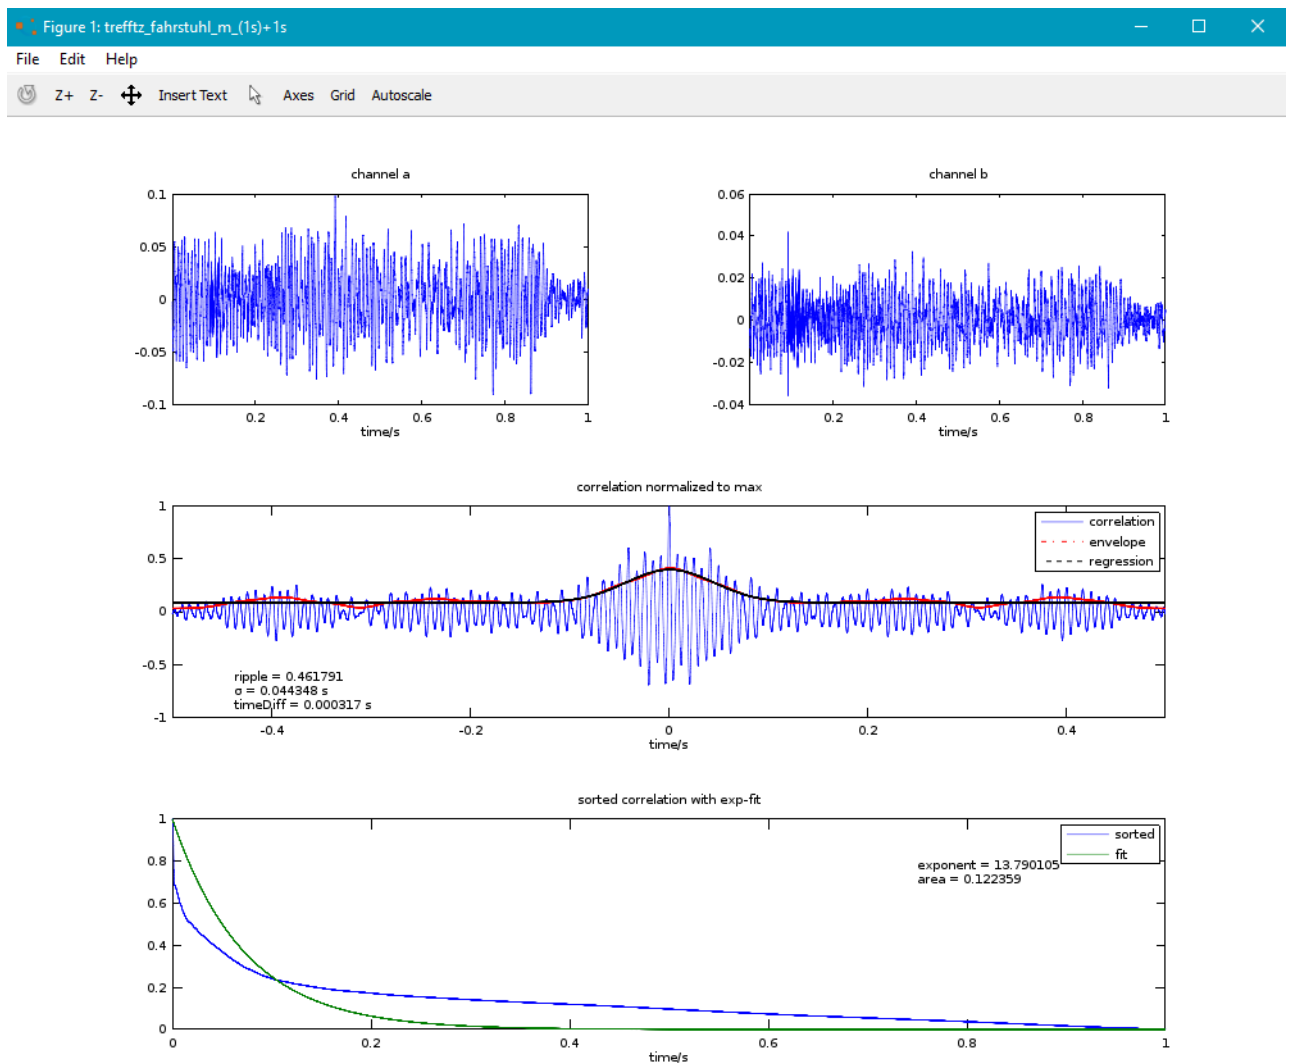 Figure 1: trefftz_fahrstuhl_m_(1s)+1s
File Edit Help
Z+ Z- Insert Text Axes Grid Autoscale
channel a
0.1
0.05
0
-0.05
-0.1
0.2 0.4 0.6 0.8 1
time/s
channel b
0.06
0.04
0.02
0
-0.02
-0.04
0.2 0.4 0.6 0.8 1
time/s
correlation normalized to max
1
0.5
0
-0.5
-1
correlation
envelope
regression
ripple = 0.461791
σ = 0.044348 s
timeDiff = 0.000317 s
-0.4 -0.2 0 0.2 0.4
time/s
sorted correlation with exp-fit
1
0.8
0.6
0.4
0.2
0
sorted
fit
exponent = 13.790105
area = 0.122359
0 0.2 0.4 0.6 0.8 1
time/s